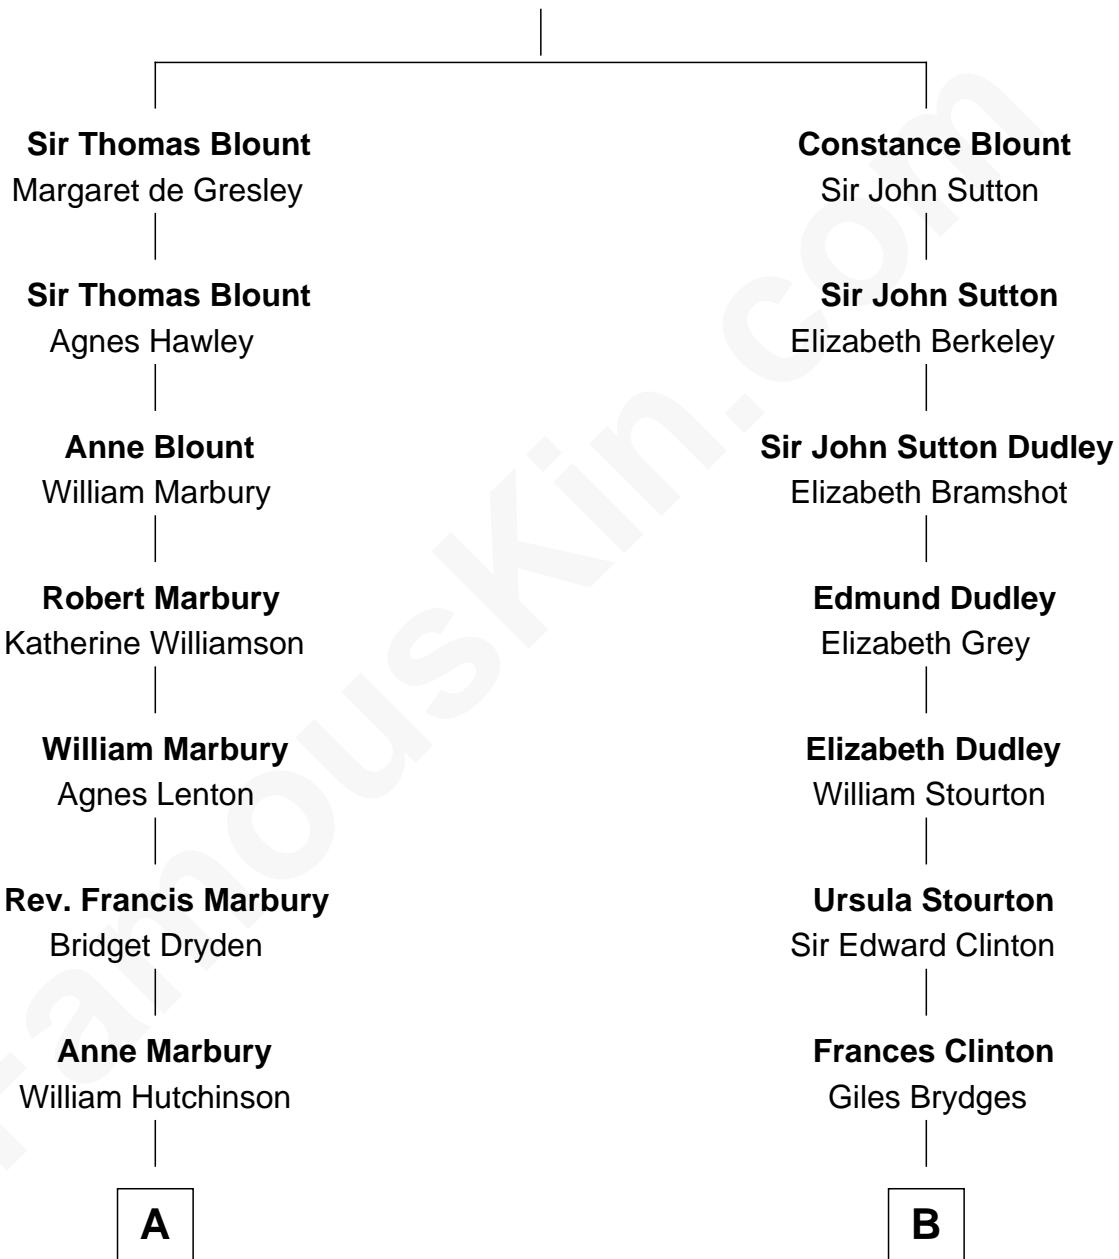 Sir Thomas Blount
Margaret de Gresley
Sir Thomas Blount
Agnes Hawley
Anne Blount
William Marbury
Robert Marbury
Katherine Williamson
William Marbury
Agnes Lenton
Rev. Francis Marbury
Bridget Dryden
Anne Marbury
William Hutchinson
A
Constance Blount
Sir John Sutton
Sir John Sutton
Elizabeth Berkeley
Sir John Sutton Dudley
Elizabeth Bramshot
Edmund Dudley
Elizabeth Grey
Elizabeth Dudley
William Stourton
Ursula Stourton
Sir Edward Clinton
Frances Clinton
Giles Brydges
B
FamousKin.com